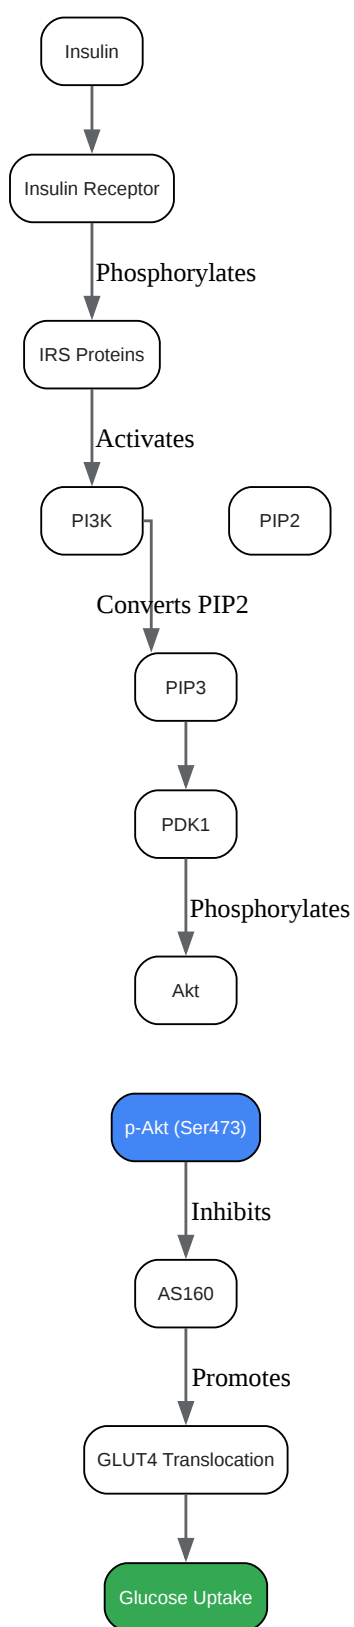 Insulin
Insulin Receptor
Phosphorylates
IRS Proteins
Activates
PI3K
PIP2
Converts PIP2
PIP3
PDK1
Phosphorylates
Akt
p-Akt (Ser473)
Inhibits
AS160
Promotes
GLUT4 Translocation
Glucose Uptake